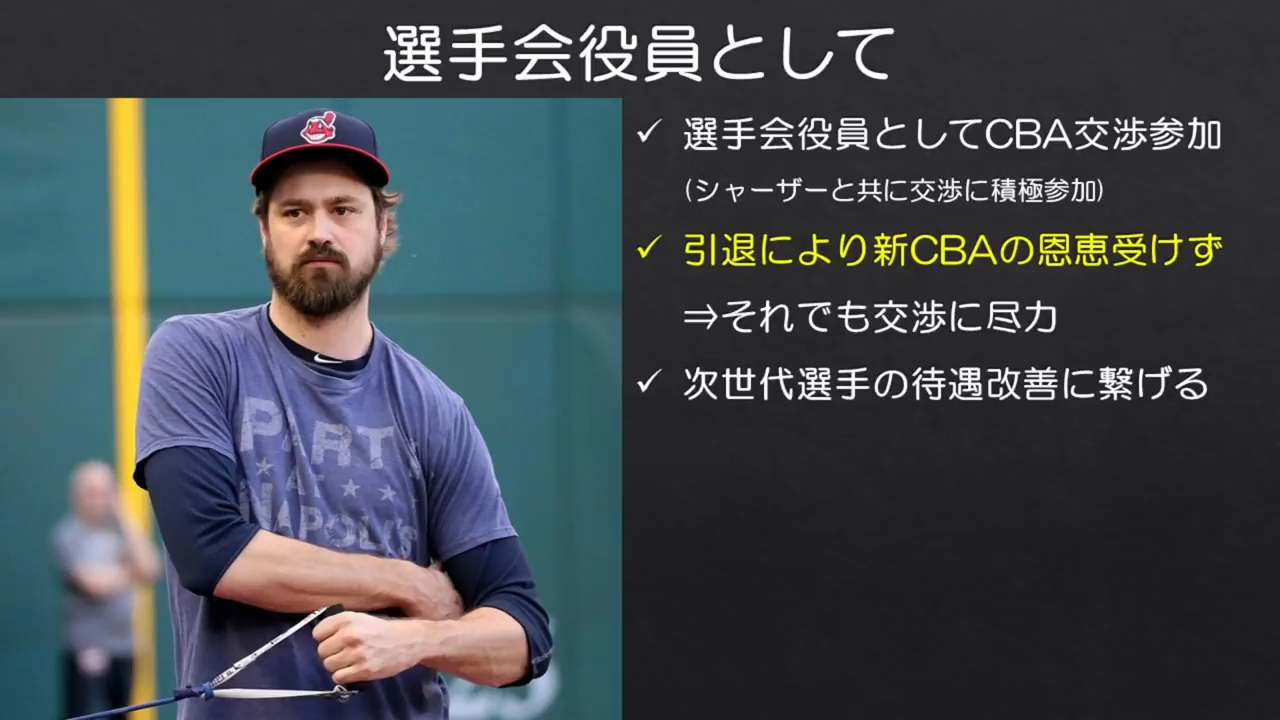 選手会役員として
✓ 選手会役員としてCBA交渉参加
(シャーザーと共に交渉に積極参加)
✓ 引退により新CBAの恩恵受けず
⇒それでも交渉に尽力
✓ 次世代選手の待遇改善に繋げる
PARTY
AT
NAPOLI'S